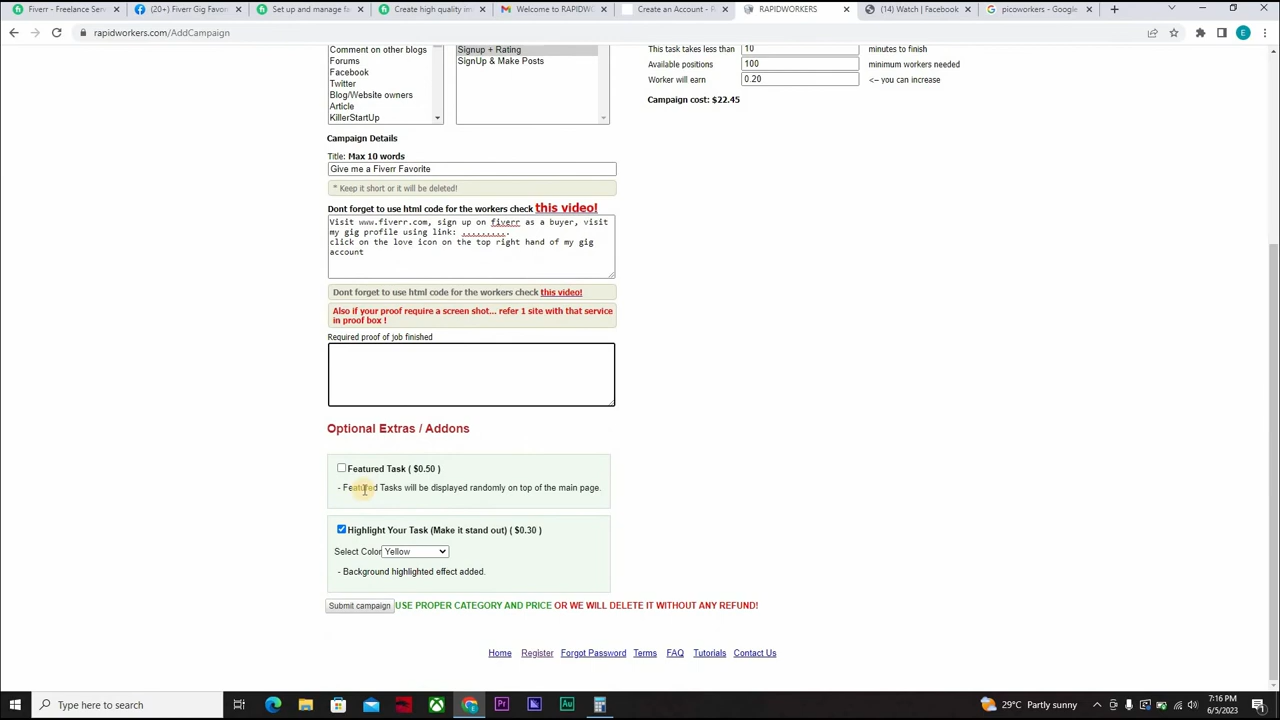 Fiverr - Freelance Serv
(20+) Fiverr Gig Favor
Set up and manage fa
Create high quality im
Welcome to RAPIDWO
Create an Account - R
RAPIDWORKERS
(14) Watch | Facebook
picoworkers - Google
rapidworkers.com/AddCampaign
E
Comment on other blogs
Forums
Facebook
Twitter
Blog/Website owners
Article
KillerStartUp
Signup + Rating
SignUp & Make Posts
This task takes less than 10 minutes to finish
Available positions 100 minimum workers needed
Worker will earn 0.20 <-- you can increase
Campaign cost: $22.45
Campaign Details
Title: Max 10 words
Give me a Fiverr Favorite
* Keep it short or it will be deleted!
Dont forget to use html code for the workers check this video!
Visit www.fiverr.com, sign up on fiverr as a buyer, visit
my gig profile using link: .........
click on the love icon on the top right hand of my gig
account
Dont forget to use html code for the workers check this video!
Also if your proof require a screen shot... refer 1 site with that service
in proof box !
Required proof of job finished
Optional Extras / Addons
Featured Task ( $0.50 )
- Featured Tasks will be displayed randomly on top of the main page.
Highlight Your Task (Make it stand out) ( $0.30 )
Select Color Yellow
- Background highlighted effect added.
Submit campaign USE PROPER CATEGORY AND PRICE OR WE WILL DELETE IT WITHOUT ANY REFUND!
Home Register Forgot Password Terms FAQ Tutorials Contact Us
Type here to search
Pr
Au
29°C Partly sunny
7:16 PM
6/5/2023